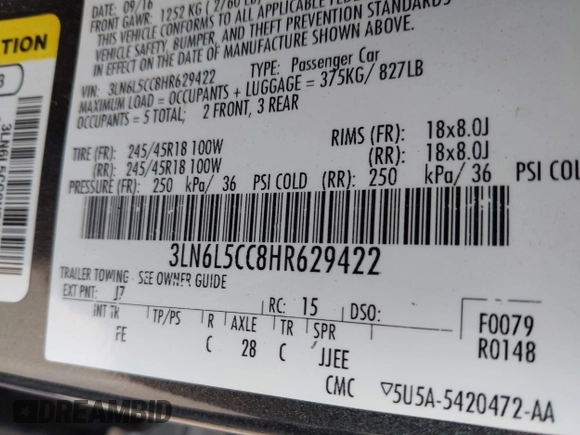 DATE: 09/16
FRONT GAWR: 1252 KG
THIS VEHICLE CONFORMS TO ALL APPLICABLE FEDERAL
VEHICLE SAFETY, BUMPER, AND THEFT PREVENTION STANDARDS
IN EFFECT ON THE DATE OF MANUFACTURE SHOWN ABOVE
VIN: 3LN6L5CC8HR629422 TYPE: Passenger Car
MAXIMUM LOAD = OCCUPANTS + LUGGAGE = 375KG/ 827LB
OCCUPANTS = 5 TOTAL; 2 FRONT, 3 REAR
TIRE (FR): 245/45R18 100W RIMS (FR): 18x8.0J
(RR): 245/45R18 100W (RR): 18x8.0J
PRESSURE (FR): 250 kPa/ 36 PSI COLD (RR): 250 kPa/ 36
3LN6L5CC8HR629422
TRAILER TOWING - SEE OWNER GUIDE
EXT PNT: J7 RC: 15 DSO:
INT TR TP/PS R AXLE TR SPR F0079
FE C 28 C JJEE R0148
CMC ▽5U5A-5420472-AA
DREAMBID